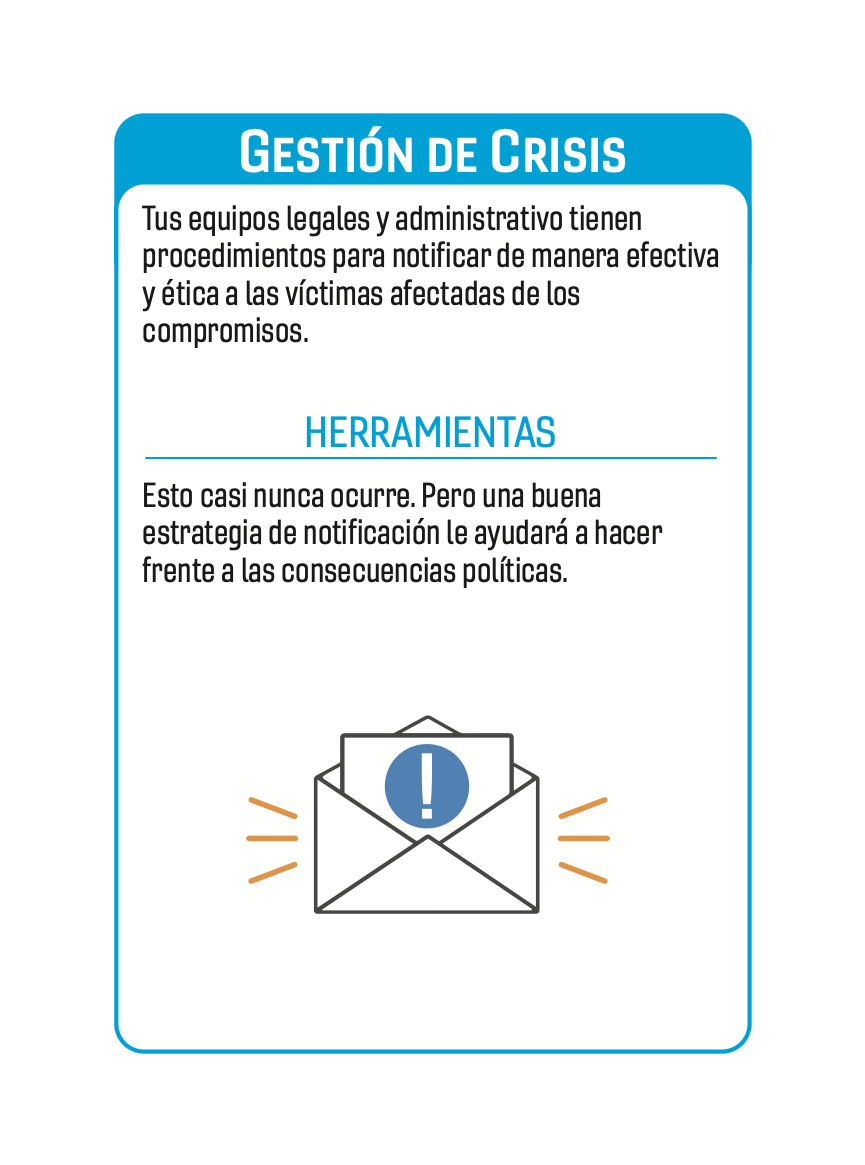 GESTIÓN DE CRISIS
Tus equipos legales y administrativo tienen
procedimientos para notificar de manera efectiva
y ética a las víctimas afectadas de los
compromisos.
HERRAMIENTAS
Esto casi nunca ocurre. Pero una buena
estrategia de notificación le ayudará a hacer
frente a las consecuencias políticas.
!